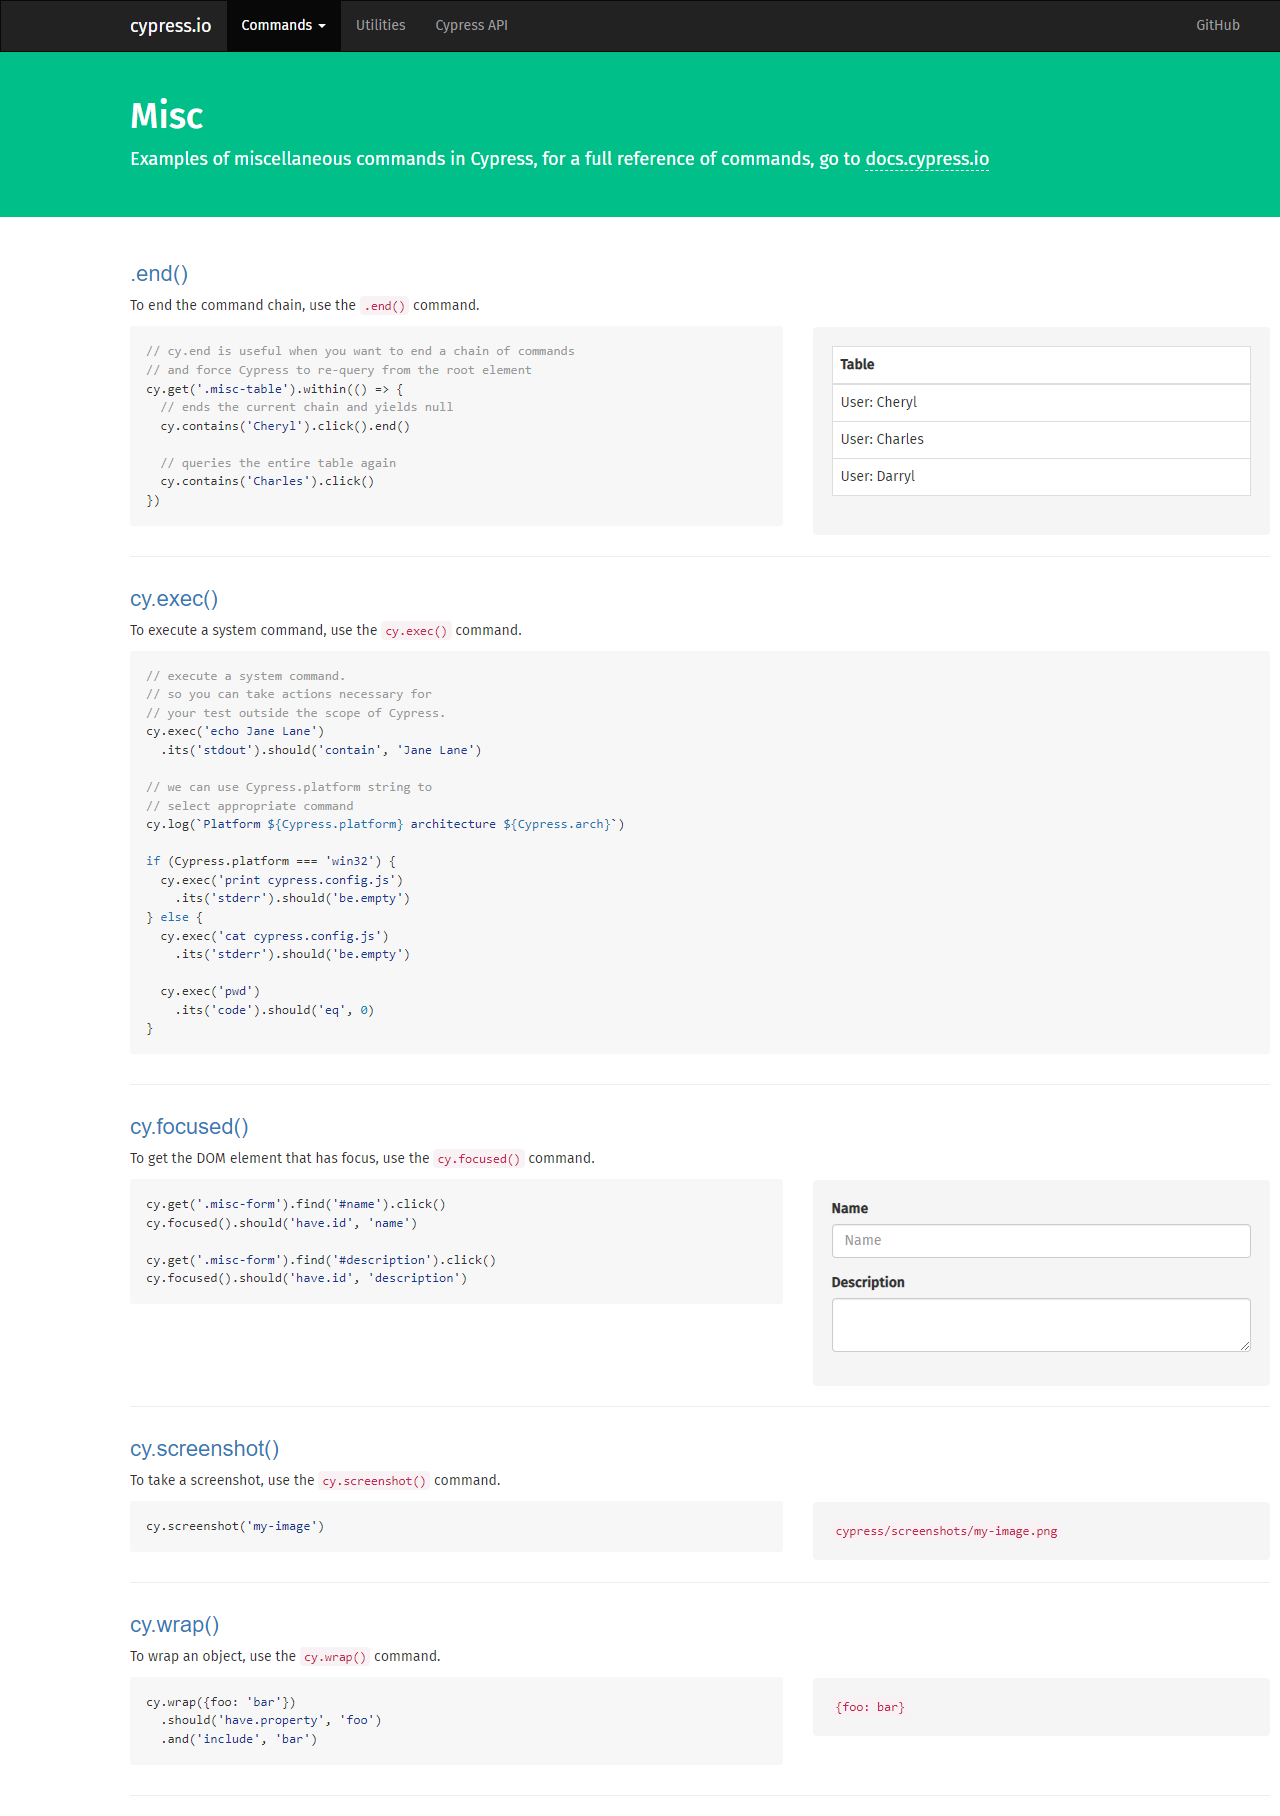 cypress.io Commands Utilities Cypress API GitHub
Misc
Examples of miscellaneous commands in Cypress, for a full reference of commands, go to docs.cypress.io
.end()
To end the command chain, use the .end() command.
// cy.end is useful when you want to end a chain of commands
// and force Cypress to re-query from the root element
cy.get('.misc-table').within(() => {
  // ends the current chain and yields null
  cy.contains('Cheryl').click().end()

  // queries the entire table again
  cy.contains('Charles').click()
})
Table
User: Cheryl
User: Charles
User: Darryl
cy.exec()
To execute a system command, use the cy.exec() command.
// execute a system command.
// so you can take actions necessary for
// your test outside the scope of Cypress.
cy.exec('echo Jane Lane')
  .its('stdout').should('contain', 'Jane Lane')

// we can use Cypress.platform string to
// select appropriate command
cy.log(`Platform ${Cypress.platform} architecture ${Cypress.arch}`)

if (Cypress.platform === 'win32') {
  cy.exec('print cypress.config.js')
    .its('stderr').should('be.empty')
} else {
  cy.exec('cat cypress.config.js')
    .its('stderr').should('be.empty')

  cy.exec('pwd')
    .its('code').should('eq', 0)
}
cy.focused()
To get the DOM element that has focus, use the cy.focused() command.
cy.get('.misc-form').find('#name').click()
cy.focused().should('have.id', 'name')

cy.get('.misc-form').find('#description').click()
cy.focused().should('have.id', 'description')
Name
Name
Description
cy.screenshot()
To take a screenshot, use the cy.screenshot() command.
cy.screenshot('my-image')
cypress/screenshots/my-image.png
cy.wrap()
To wrap an object, use the cy.wrap() command.
cy.wrap({foo: 'bar'})
  .should('have.property', 'foo')
  .and('include', 'bar')
{foo: bar}